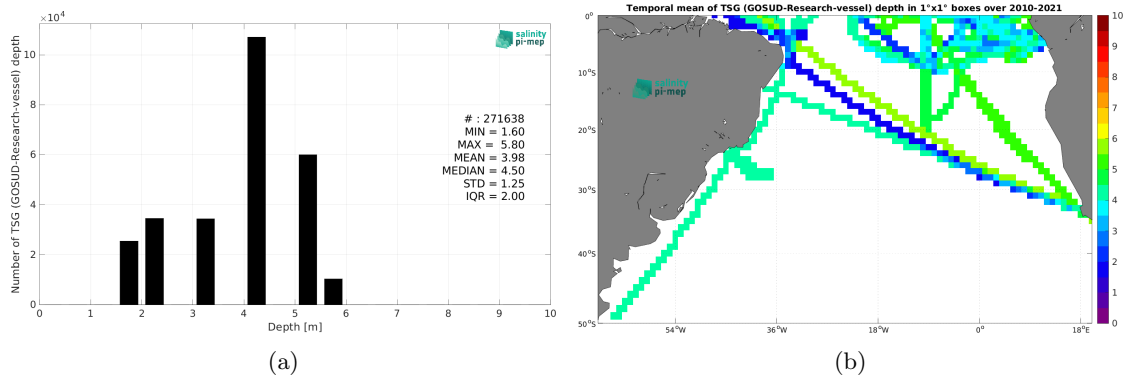 ×10⁴
10
8
6
4
2
0
Number of TSG (GOSUD-Research-vessel) depth
salinity
pi-mep
# : 271638
MIN = 1.60
MAX = 5.80
MEAN = 3.98
MEDIAN = 4.50
STD = 1.25
IQR = 2.00
0 1 2 3 4 5 6 7 8 9 10
Depth [m]
(a)
Temporal mean of TSG (GOSUD-Research-vessel) depth in 1°x1° boxes over 2010-2021
salinity
pi-mep
0°
10°S
20°S
30°S
40°S
50°S
54°W 36°W 18°W 0° 18°E
10
9
8
7
6
5
4
3
2
1
0
(b)